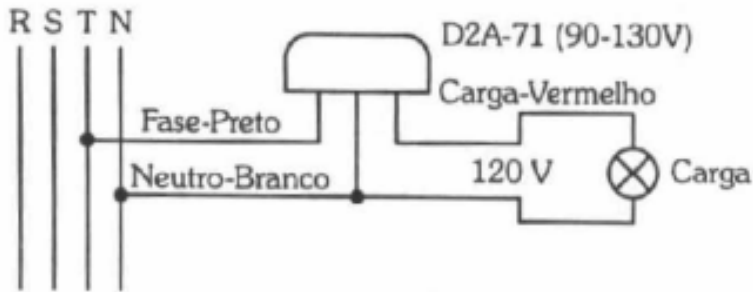 R S T N
D2A-71 (90-130V)
Carga-Vermelho
Fase-Preto
Neutro-Branco
120 V
Carga